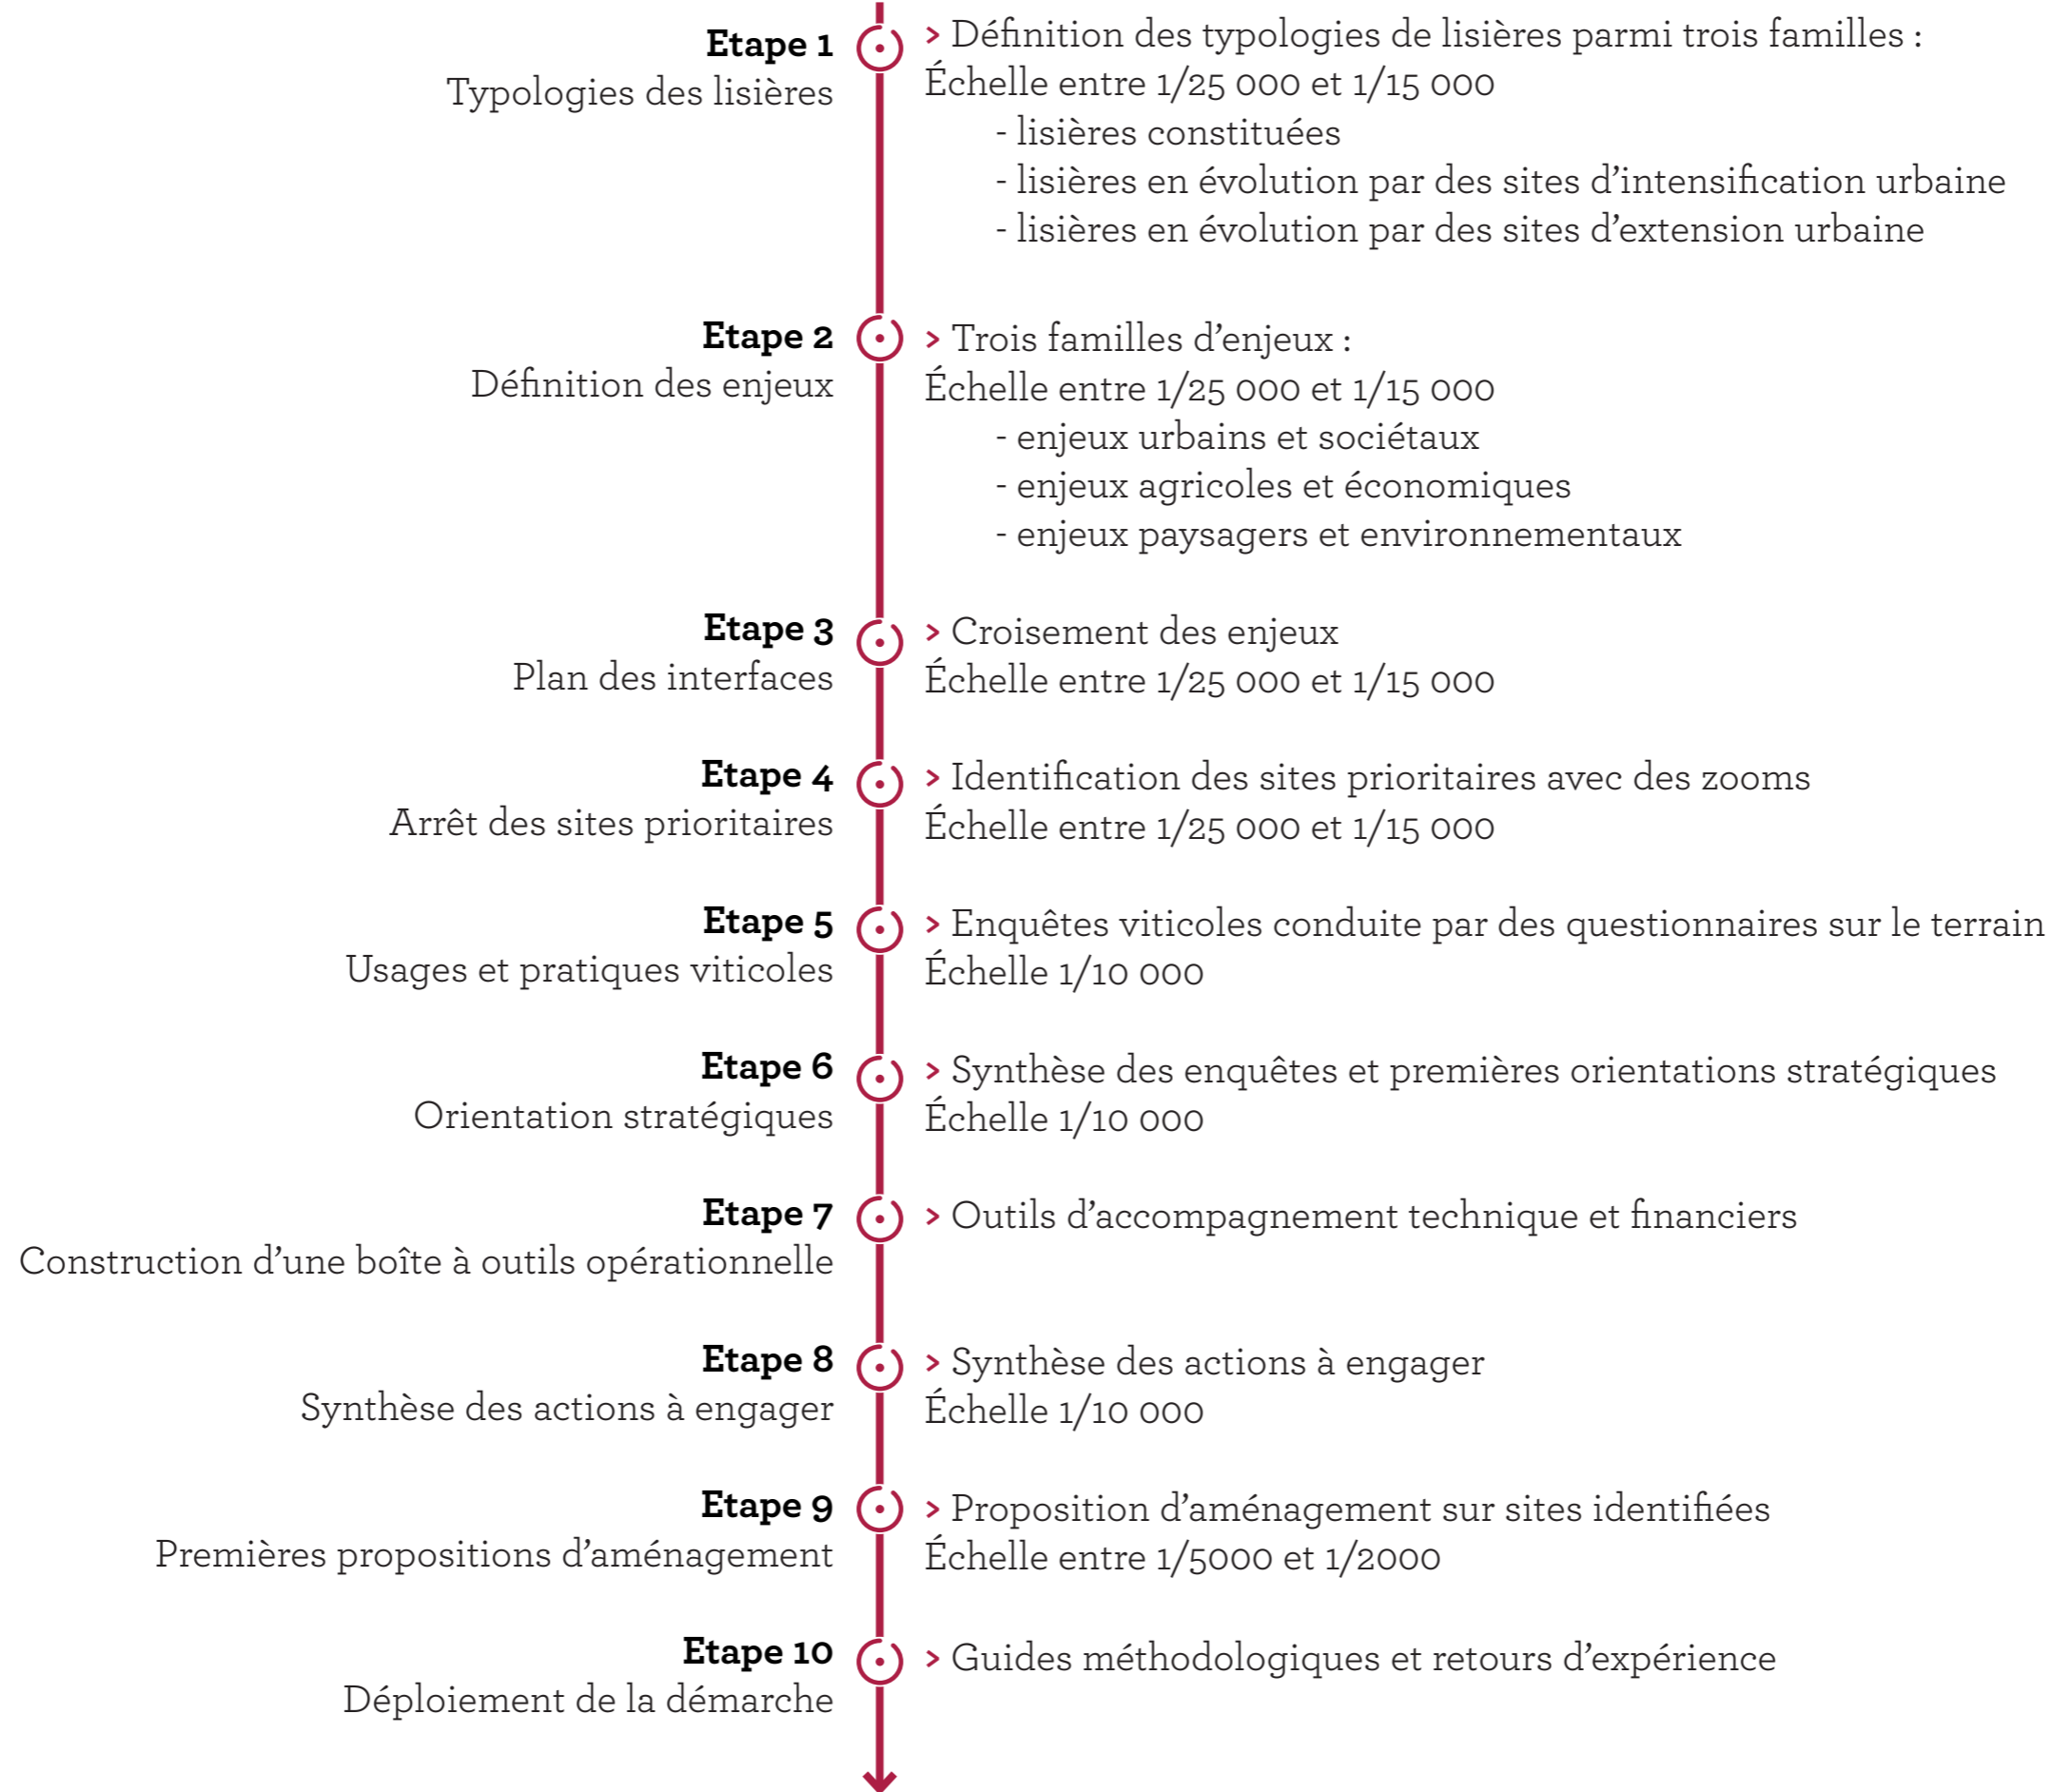 Etape 1
Typologies des lisières
> Définition des typologies de lisières parmi trois familles :
Échelle entre 1/25 000 et 1/15 000
- lisières constituées
- lisières en évolution par des sites d’intensification urbaine
- lisières en évolution par des sites d’extension urbaine
Etape 2
Définition des enjeux
> Trois familles d’enjeux :
Échelle entre 1/25 000 et 1/15 000
- enjeux urbains et sociétaux
- enjeux agricoles et économiques
- enjeux paysagers et environnementaux
Etape 3
Plan des interfaces
> Croisement des enjeux
Échelle entre 1/25 000 et 1/15 000
Etape 4
Arrêt des sites prioritaires
> Identification des sites prioritaires avec des zooms
Échelle entre 1/25 000 et 1/15 000
Etape 5
Usages et pratiques viticoles
> Enquêtes viticoles conduite par des questionnaires sur le terrain
Échelle 1/10 000
Etape 6
Orientation stratégiques
> Synthèse des enquêtes et premières orientations stratégiques
Échelle 1/10 000
Etape 7
Construction d’une boîte à outils opérationnelle
> Outils d’accompagnement technique et financiers
Etape 8
Synthèse des actions à engager
> Synthèse des actions à engager
Échelle 1/10 000
Etape 9
Premières propositions d’aménagement
> Proposition d’aménagement sur sites identifiées
Échelle entre 1/5000 et 1/2000
Etape 10
Déploiement de la démarche
> Guides méthodologiques et retours d’expérience